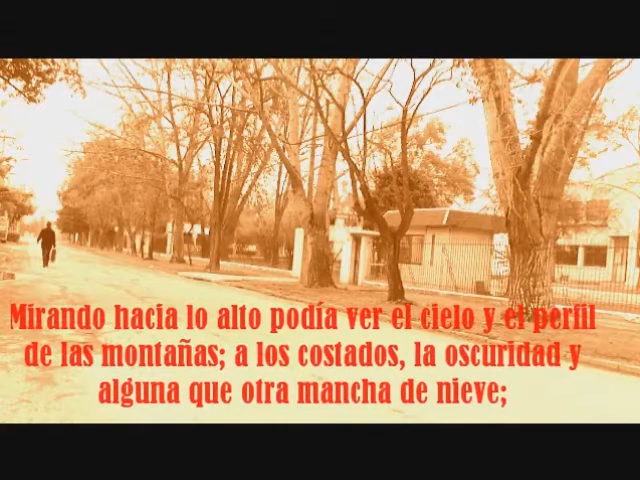 Mirando hacia lo alto podía ver el cielo y el perfil
de las montañas; a los costados, la oscuridad y
alguna que otra mancha de nieve;